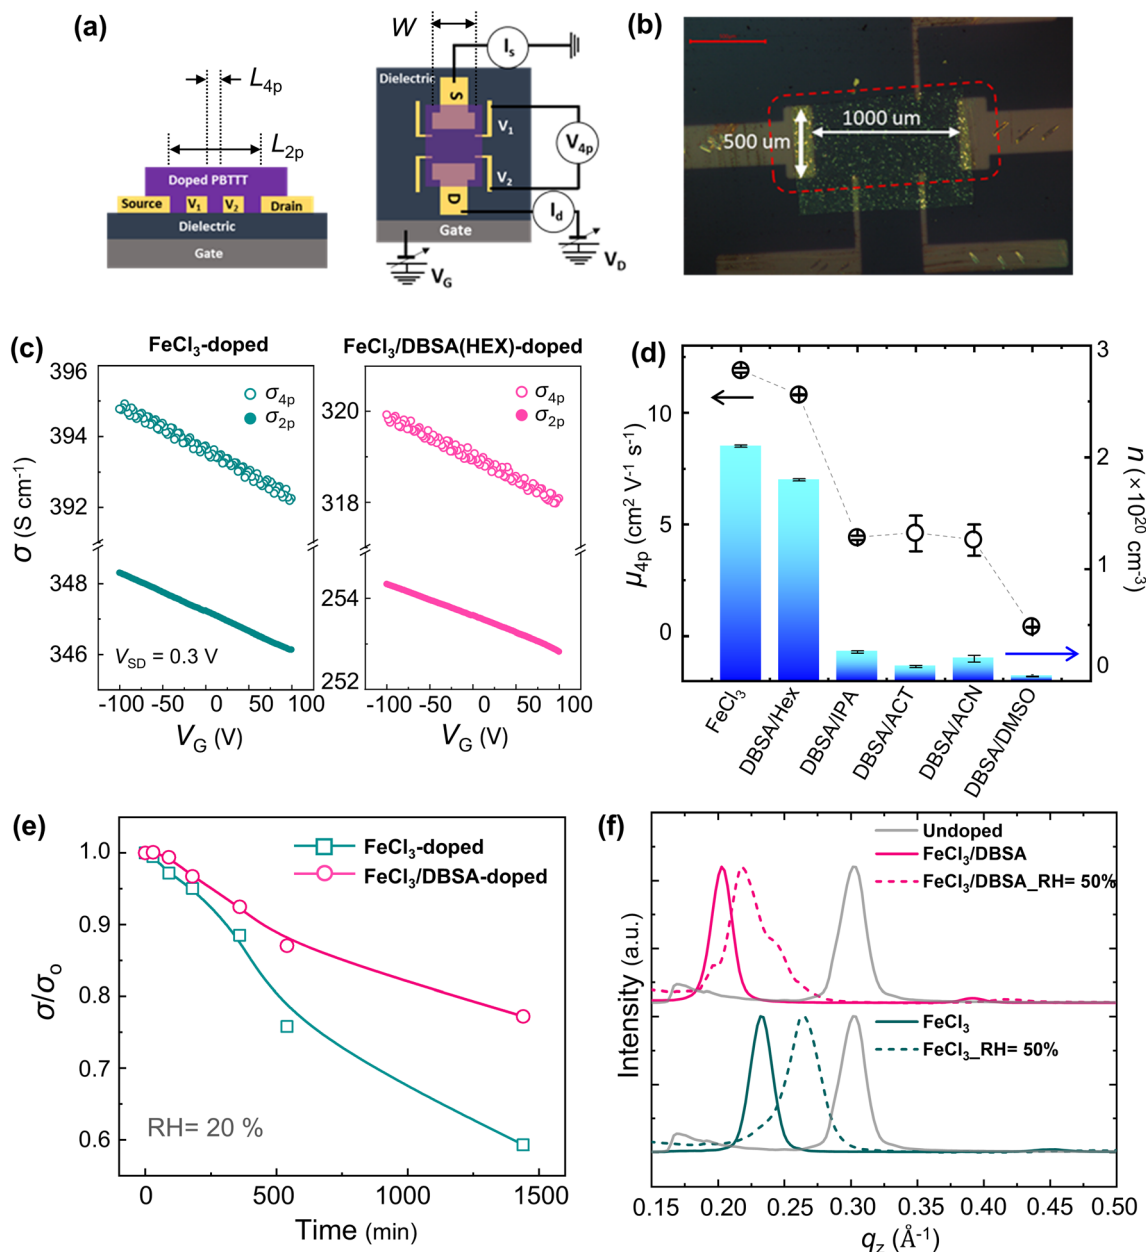 (a)
L4p
L2p
Doped PBTTT
Source
V1
V2
Drain
Dielectric
Gate
W
Is
Dielectric
S
V1
V4p
V2
D
Id
Gate
VG
VD
(b)
1000 um
500 um
(c)
FeCl3-doped
FeCl3/DBSA(HEX)-doped
σ (S cm-1)
396
394
392
348
346
σ4p
σ2p
VSD = 0.3 V
-100 -50 0 50 100
VG (V)
320
318
254
252
σ4p
σ2p
-100 -50 0 50 100
VG (V)
(d)
μ4p (cm2 V-1 s-1)
10
5
0
3
2
1
0
n (×1020 cm-3)
FeCl3
DBSA/Hex
DBSA/IPA
DBSA/ACT
DBSA/ACN
DBSA/DMSO
(e)
σ/σo
1.0
0.9
0.8
0.7
0.6
FeCl3-doped
FeCl3/DBSA-doped
RH= 20 %
0 500 1000 1500
Time (min)
(f)
Intensity (a.u.)
Undoped
FeCl3/DBSA
FeCl3/DBSA_RH= 50%
FeCl3
FeCl3_RH= 50%
0.15 0.20 0.25 0.30 0.35 0.40 0.45 0.50
qz (Å-1)